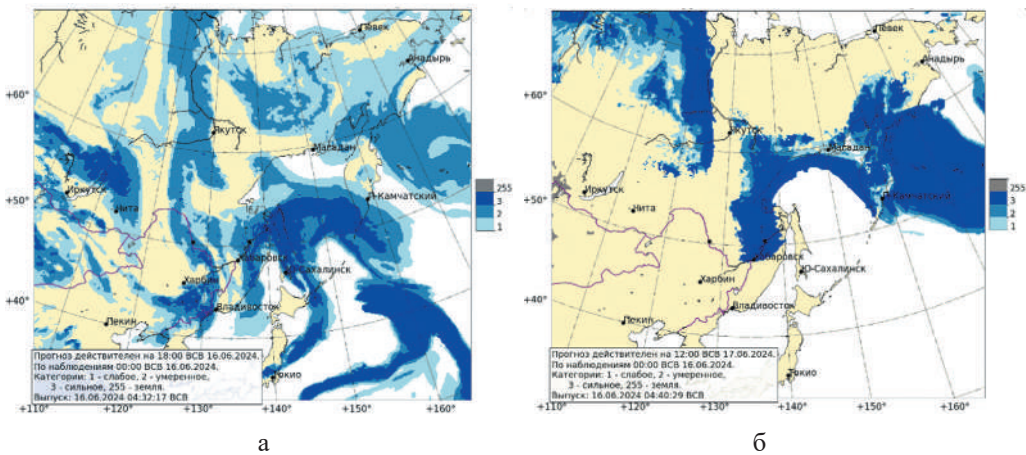 Певек
Анадырь
+60°
Якутск
Магадан
Иркутск
П-Камчатский
+50°
Чита
Хабаровск
Ю-Сахалинск
Харбин
+40°
Владивосток
Пекин
Токио
Прогноз действителен на 18:00 ВСВ 16.06.2024.
По наблюдениям 00:00 ВСВ 16.06.2024.
Категории: 1 - слабое, 2 - умеренное,
3 - сильное, 255 - земля.
Выпуск: 16.06.2024 04:32:17 ВСВ
+110° +120° +130° +140° +150° +160°
255
3
2
1
а
Певек
Анадырь
+60°
Якутск
Магадан
Иркутск
П-Камчатский
+50°
Чита
Хабаровск
Ю-Сахалинск
Харбин
+40°
Владивосток
Пекин
Токио
Прогноз действителен на 12:00 ВСВ 17.06.2024.
По наблюдениям 00:00 ВСВ 16.06.2024.
Категории: 1 - слабое, 2 - умеренное,
3 - сильное, 255 - земля.
Выпуск: 16.06.2024 04:40:29 ВСВ
+110° +120° +130° +140° +150° +160°
255
3
2
1
б